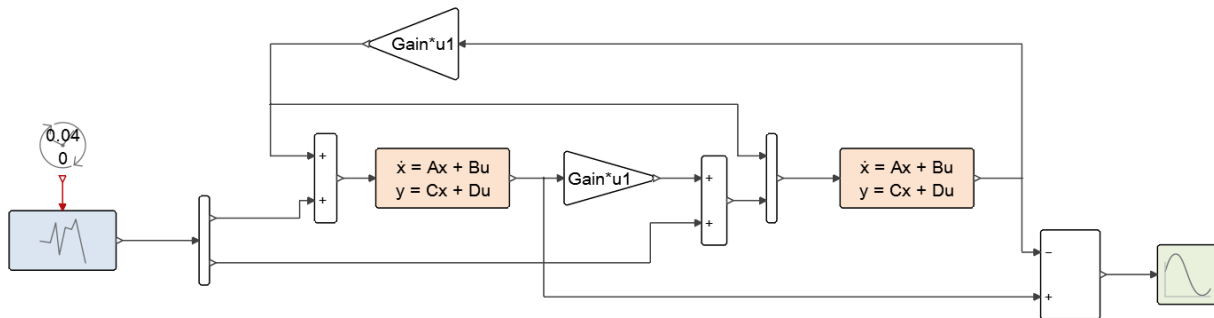 Gain*u1
0.04
0
+
+
ẋ = Ax + Bu
y = Cx + Du
Gain*u1
+
+
ẋ = Ax + Bu
y = Cx + Du
−
+